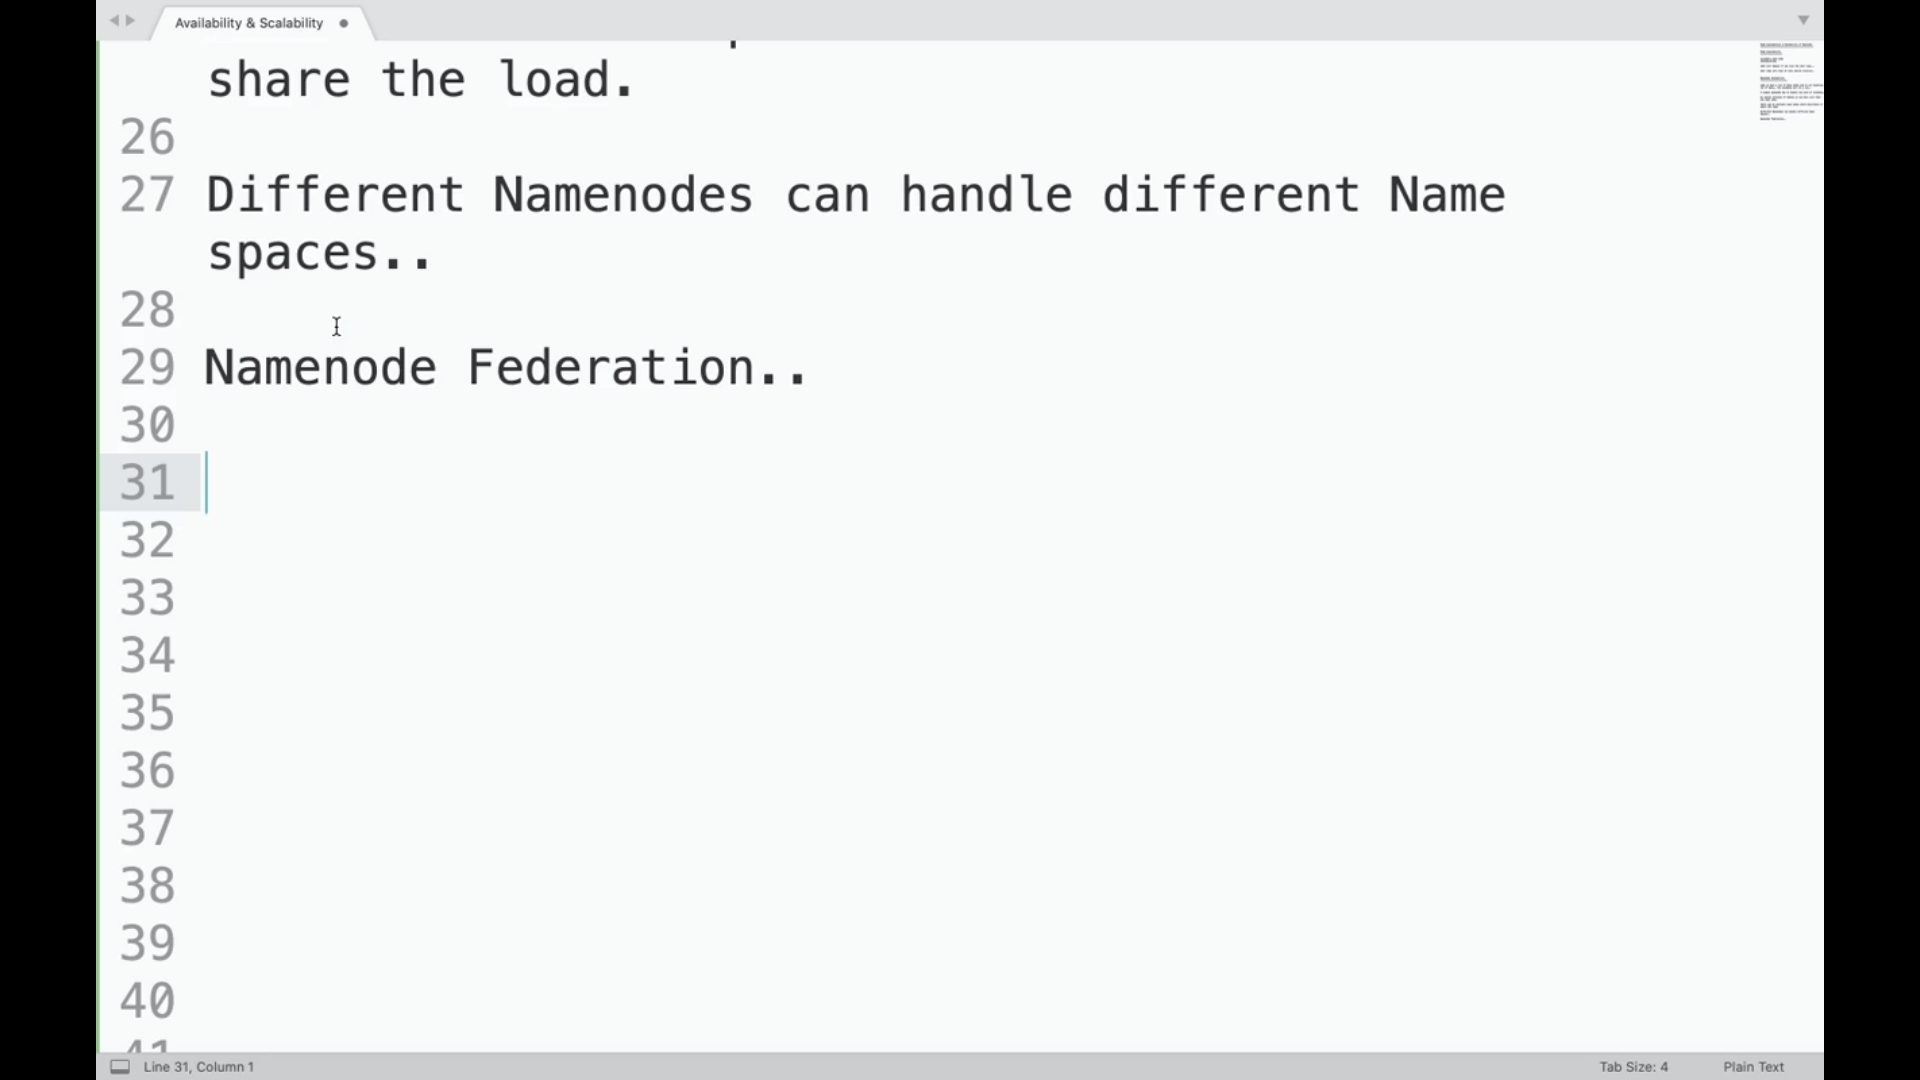 Availability & Scalability
share the load.
26
27 Different Namenodes can handle different Name
spaces..
28
29 Namenode Federation..
30
31
32
33
34
35
36
37
38
39
40
41
Line 31, Column 1
Tab Size: 4
Plain Text